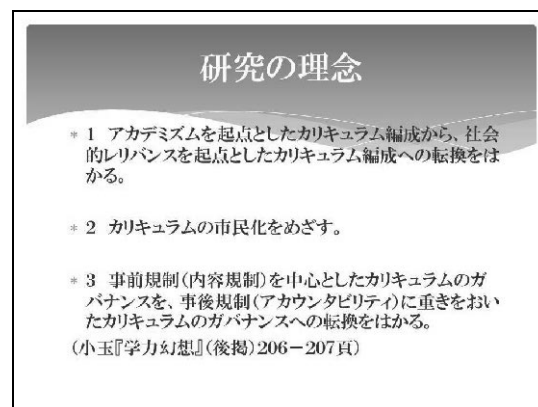 研究の理念
* 1 アカデミズムを起点としたカリキュラム編成から、社会
的レリバンスを起点としたカリキュラム編成への転換をは
かる。
* 2 カリキュラムの市民化をめざす。
* 3 事前規制(内容規制)を中心としたカリキュラムのガ
バナンスを、事後規制(アカウンタビリティ)に重きをおい
たカリキュラムのガバナンスへの転換をはかる。
(小玉『学力幻想』(後掲)206-207頁)